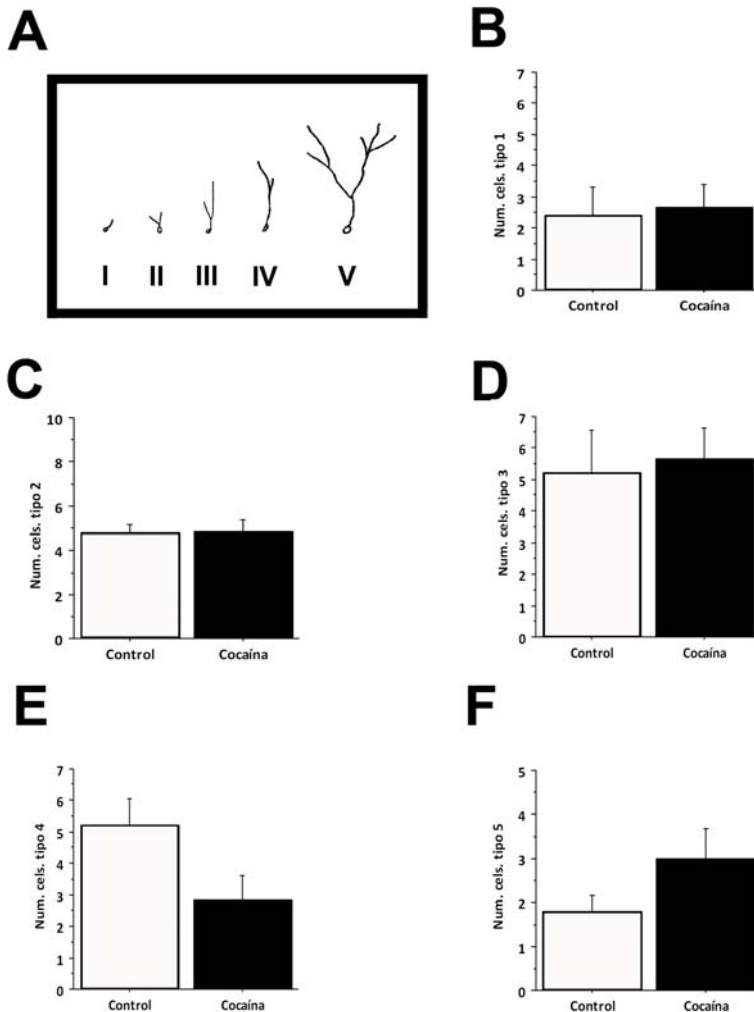 A
I II III IV V
B
Num. cels. tipo 1
7
6
5
4
3
2
1
0
Control Cocaína
C
Num. cels. tipo 2
10
8
6
4
2
0
Control Cocaína
D
Num. cels. tipo 3
7
6
5
4
3
2
1
0
Control Cocaína
E
Num. cels. tipo 4
7
6
5
4
3
2
1
0
Control Cocaína
F
Num. cels. tipo 5
5
4
3
2
1
0
Control Cocaína